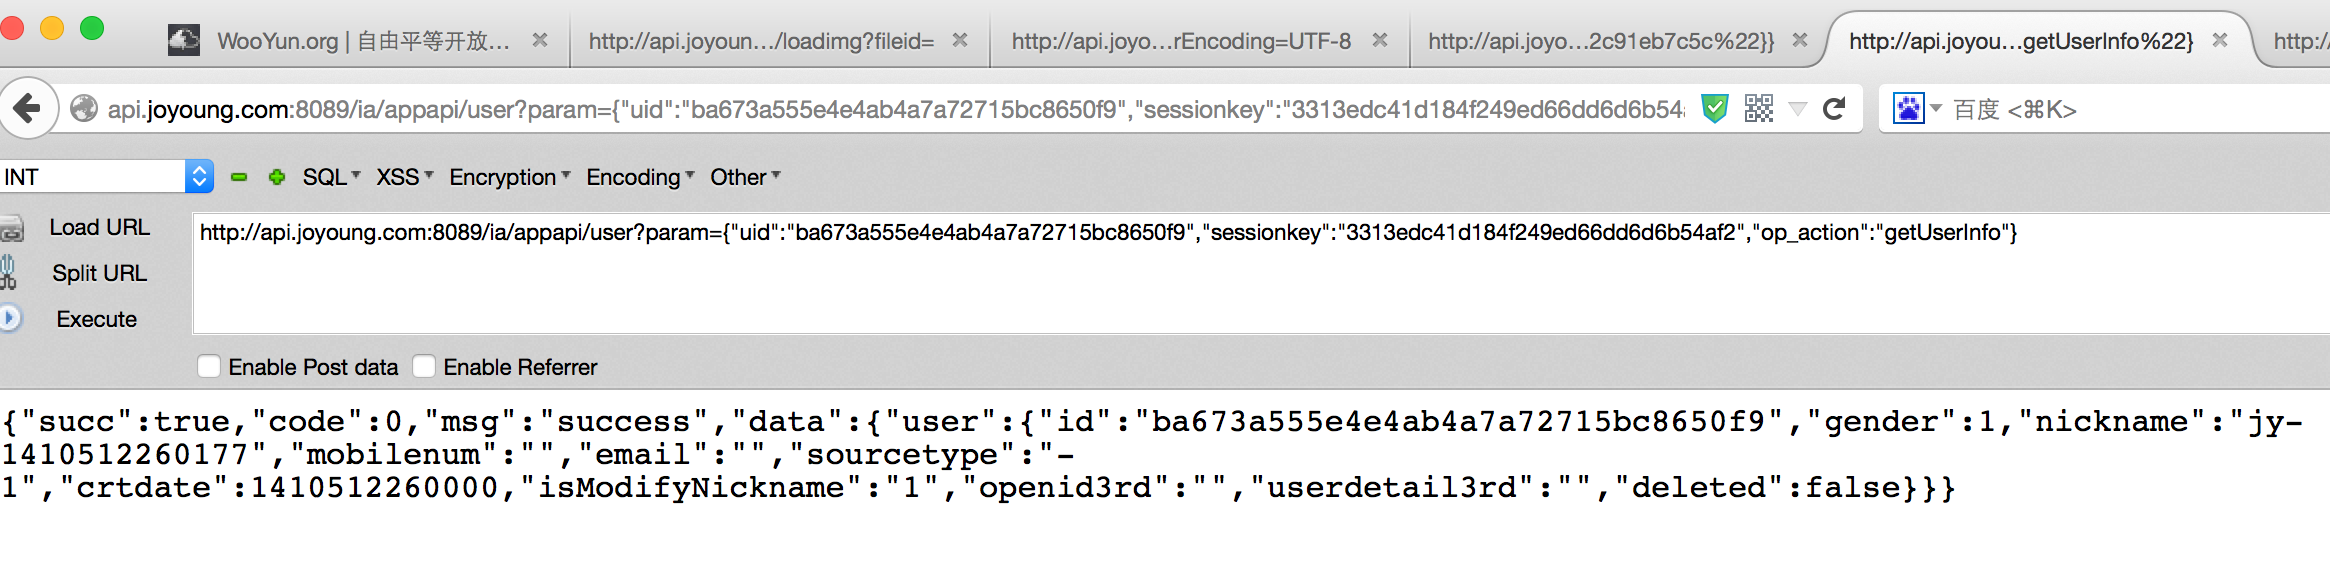 WooYun.org | 自由平等开放...
http://api.joyoun.../loadimg?fileid=
http://api.joyo...rEncoding=UTF-8
http://api.joyo...2c91eb7c5c%22}}
http://api.joyou...getUserInfo%22}
http:/
api.joyoung.com:8089/ia/appapi/user?param={"uid":"ba673a555e4e4ab4a7a72715bc8650f9","sessionkey":"3313edc41d184f249ed66dd6d6b54a
百度 <⌘K>
INT
SQL
XSS
Encryption
Encoding
Other
Load URL
http://api.joyoung.com:8089/ia/appapi/user?param={"uid":"ba673a555e4e4ab4a7a72715bc8650f9","sessionkey":"3313edc41d184f249ed66dd6d6b54af2","op_action":"getUserInfo"}
Split URL
Execute
Enable Post data
Enable Referrer
{"succ":true,"code":0,"msg":"success","data":{"user":{"id":"ba673a555e4e4ab4a7a72715bc8650f9","gender":1,"nickname":"jy-
1410512260177","mobilenum":"","email":"","sourcetype":"-
1","crtdate":1410512260000,"isModifyNickname":"1","openid3rd":"","userdetail3rd":"","deleted":false}}}